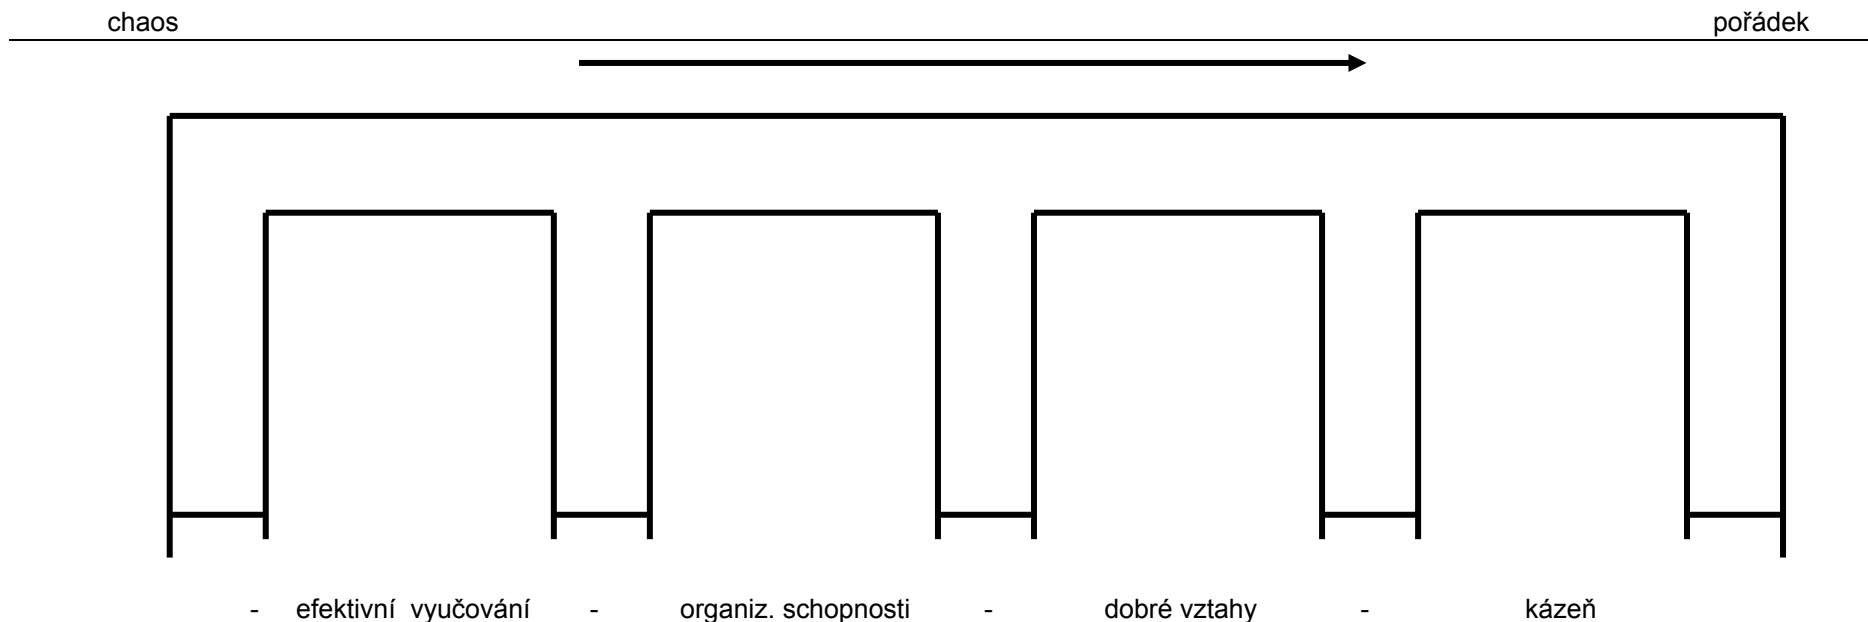 chaos pořádek
- efektivní vyučování - organiz. schopnosti - dobré vztahy - kázeň